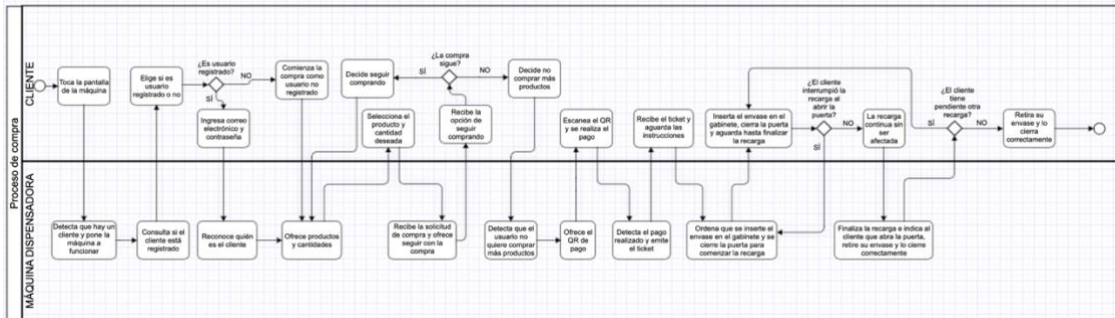 Proceso de compra
CLIENTE
Toca la pantalla
de la máquina
Elige si es
usuario
registrado o no
¿Es usuario
registrado?
NO
SÍ
Comienza la
compra como
usuario no
registrado
Ingresa correo
electrónico y
contraseña
Decide seguir
comprando
Selecciona el
producto y
cantidad
deseada
¿La compra
sigue?
SÍ
NO
Recibe la
opción de
seguir
comprando
Decide no
comprar más
productos
Escanea el QR
y se realiza el
pago
Recibe el ticket y
aguarda las
instrucciones
Inserta el envase en el
gabinete, cierra la puerta
y aguarda hasta finalizar
la recarga
¿El cliente
interrumpió la
recarga al
abrir la
puerta?
NO
SÍ
La recarga
continúa sin
ser
afectada
¿El cliente
tiene
pendiente otra
recarga?
SÍ
NO
Retira su
envase y lo
cierra
correctamente
MÁQUINA DISPENSADORA
Detecta que hay un
cliente y pone la
máquina a
funcionar
Consulta si el
cliente está
registrado
Reconoce quién
es el cliente
Ofrece productos
y cantidades
Recibe la solicitud
de compra y ofrece
seguir con la
compra
Detecta que el
usuario no
quiere comprar
más productos
Ofrece el
QR de
pago
Detecta el pago
realizado y emite
el ticket
Ordena que se inserte el
envase en el gabinete y se
cierre la puerta para
comenzar la recarga
Finaliza la recarga e indica al
cliente que abra la puerta,
retire su envase y lo cierre
correctamente